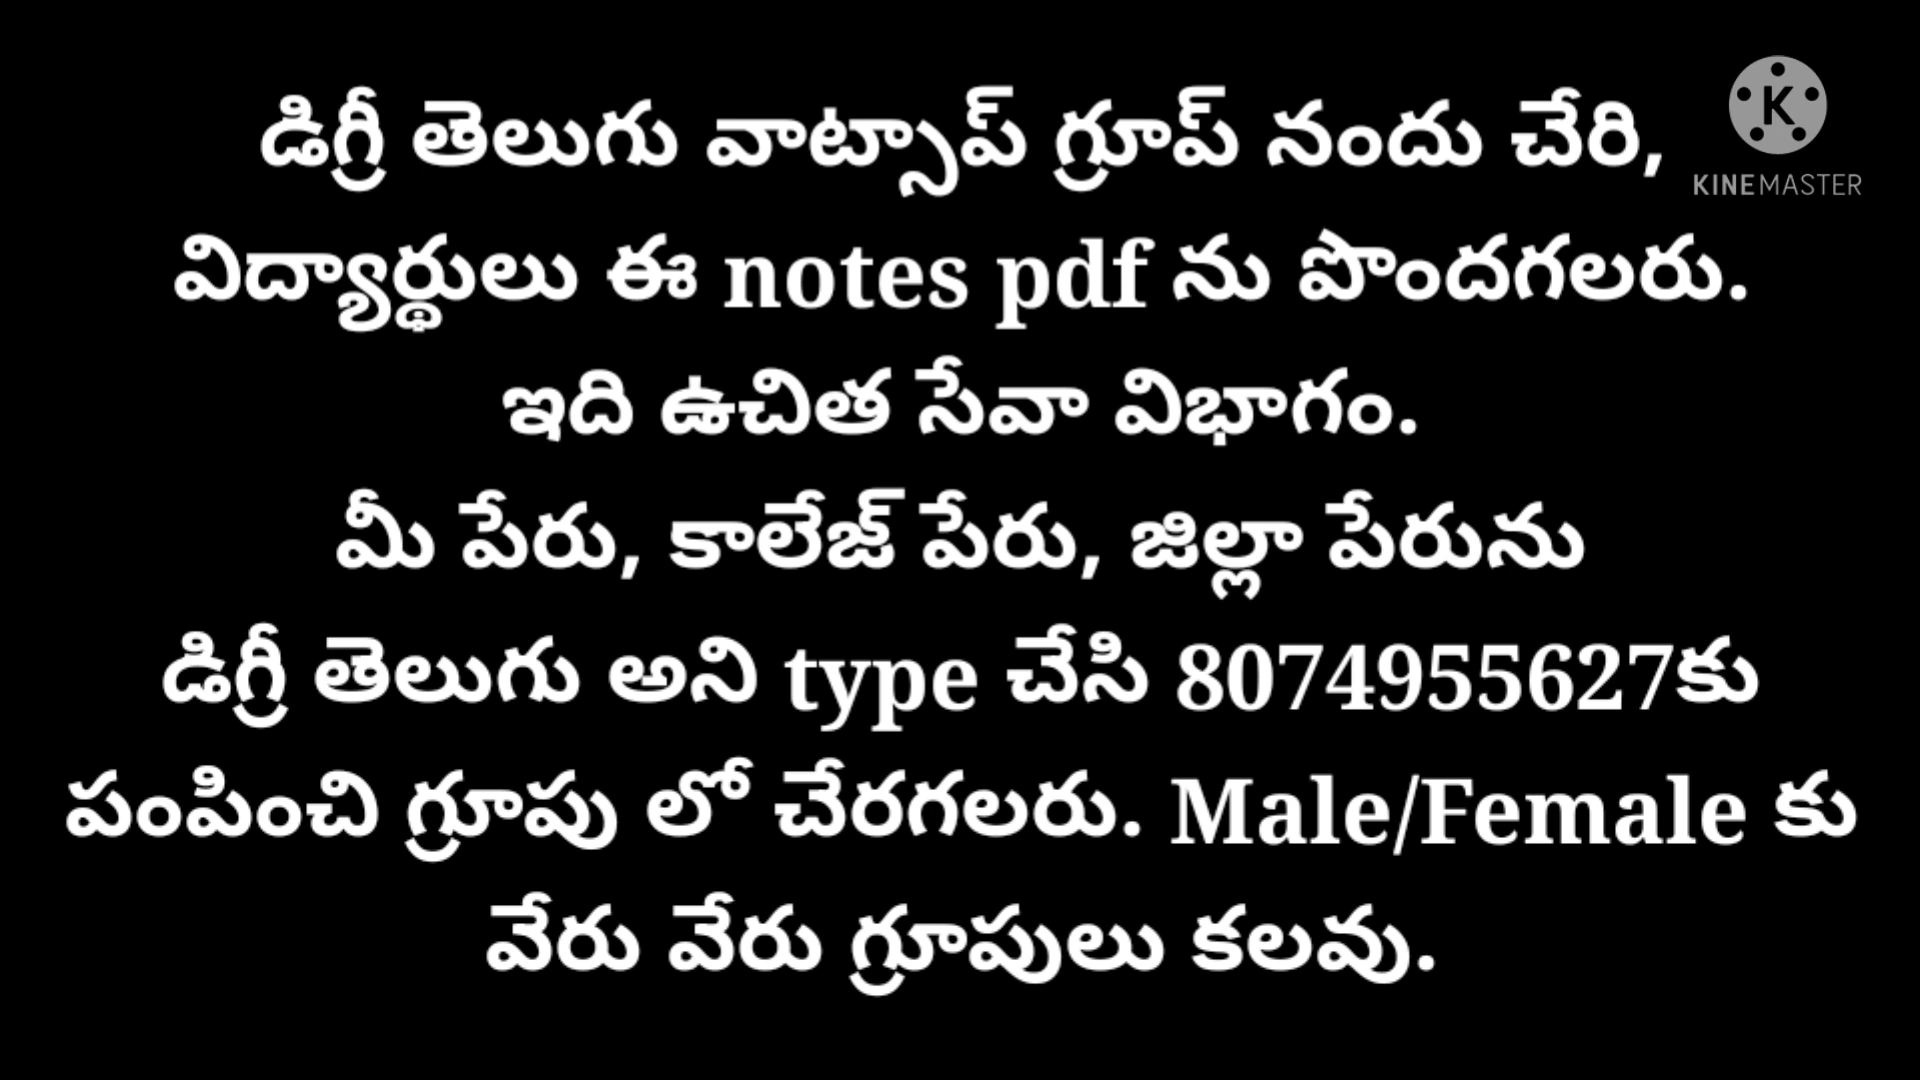 డిగ్రీ తెలుగు వాట్సాప్ గ్రూప్ నందు చేరి,
విద్యార్థులు ఈ notes pdf ను పొందగలరు.
ఇది ఉచిత సేవా విభాగం.
మీ పేరు, కాలేజ్ పేరు, జిల్లా పేరును
డిగ్రీ తెలుగు అని type చేసి 8074955627కు
పంపించి గ్రూపు లో చేరగలరు. Male/Female కు
వేరు వేరు గ్రూపులు కలవు.
K
KINEMASTER